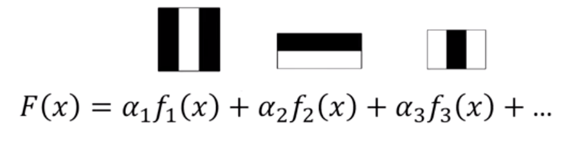 F(x) = α₁f₁(x) + α₂f₂(x) + α₃f₃(x) + ...